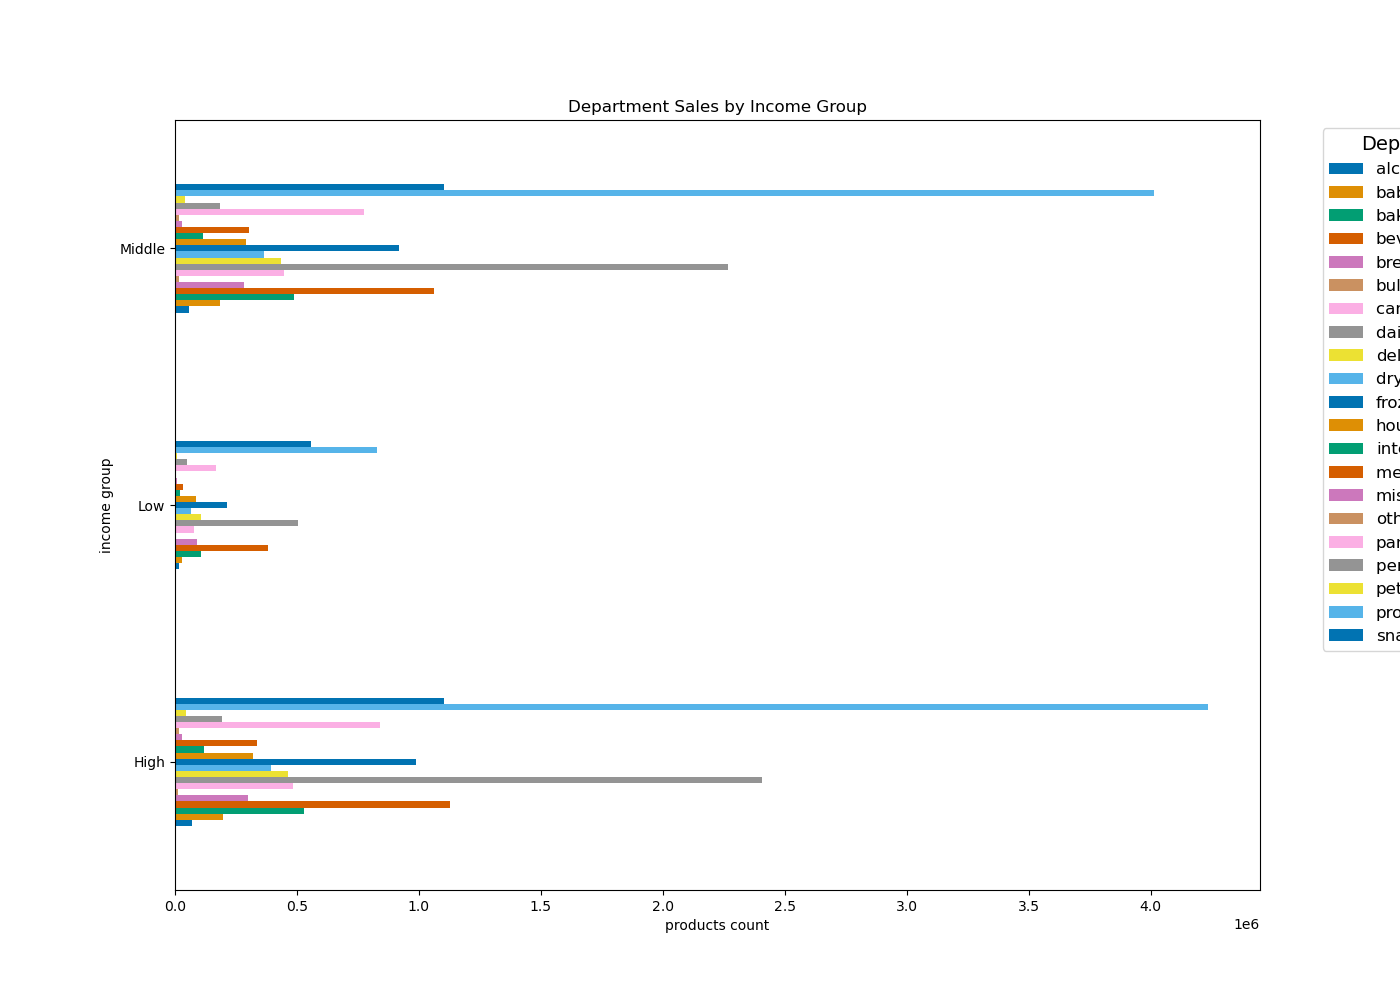 Department Sales by Income Group
Middle
Low
High
income group
0.0 0.5 1.0 1.5 2.0 2.5 3.0 3.5 4.0
1e6
products count
Dep
alc
bab
bak
bev
bre
bul
can
dai
del
dry
froz
hou
inte
me
mis
oth
pan
per
pet
pro
sna